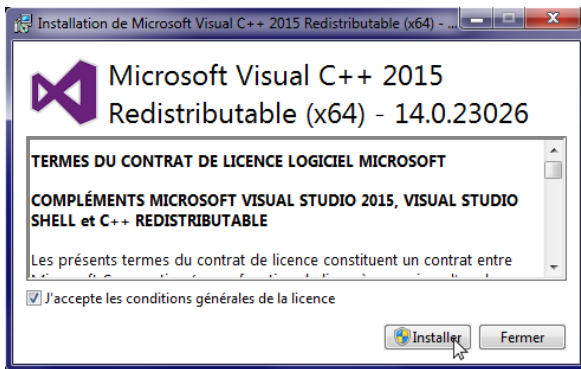 Installation de Microsoft Visual C++ 2015 Redistributable (x64) - ...
Microsoft Visual C++ 2015
Redistributable (x64) - 14.0.23026
TERMES DU CONTRAT DE LICENCE LOGICIEL MICROSOFT
COMPLÉMENTS MICROSOFT VISUAL STUDIO 2015, VISUAL STUDIO
SHELL et C++ REDISTRIBUTABLE
Les présents termes du contrat de licence constituent un contrat entre
J'accepte les conditions générales de la licence
Installer
Fermer